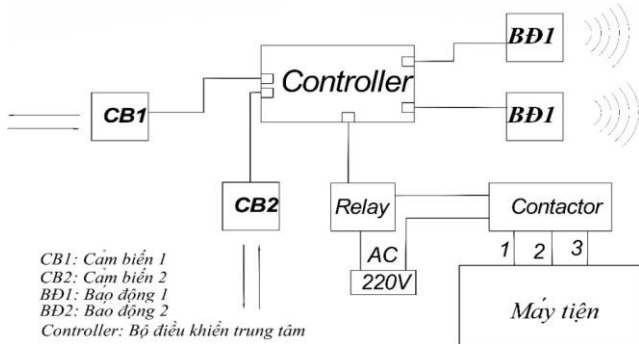 BĐ1
Controller
BĐ1
CB1
CB2
Relay
Contactor
AC
220V
1 2 3
Máy tiện
CB1: Cảm biến 1
CB2: Cảm biến 2
BĐ1: Báo động 1
BĐ2: Báo động 2
Controller: Bộ điều khiển trung tâm